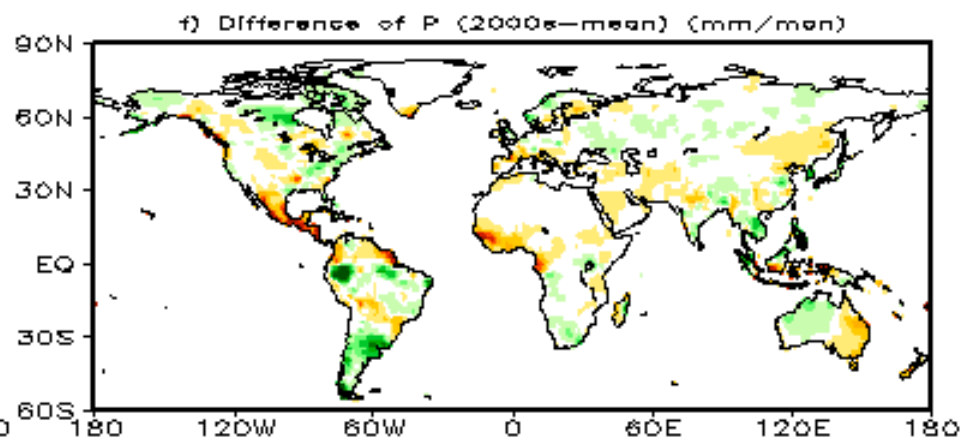 f) Difference of P (2000s-mean) (mm/mon)
90N
60N
30N
EQ
30S
60S
0 180 120W 60W 0 60E 120E 180